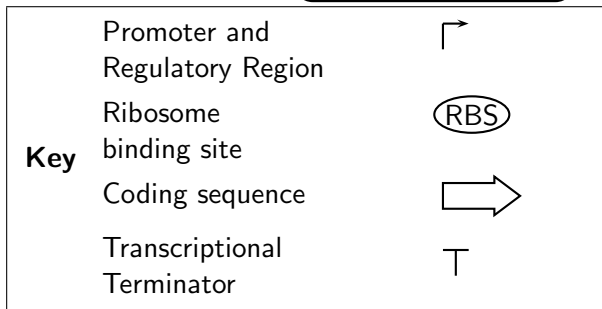 Promoter and
Regulatory Region
Ribosome
binding site
RBS
Key
Coding sequence
Transcriptional
Terminator